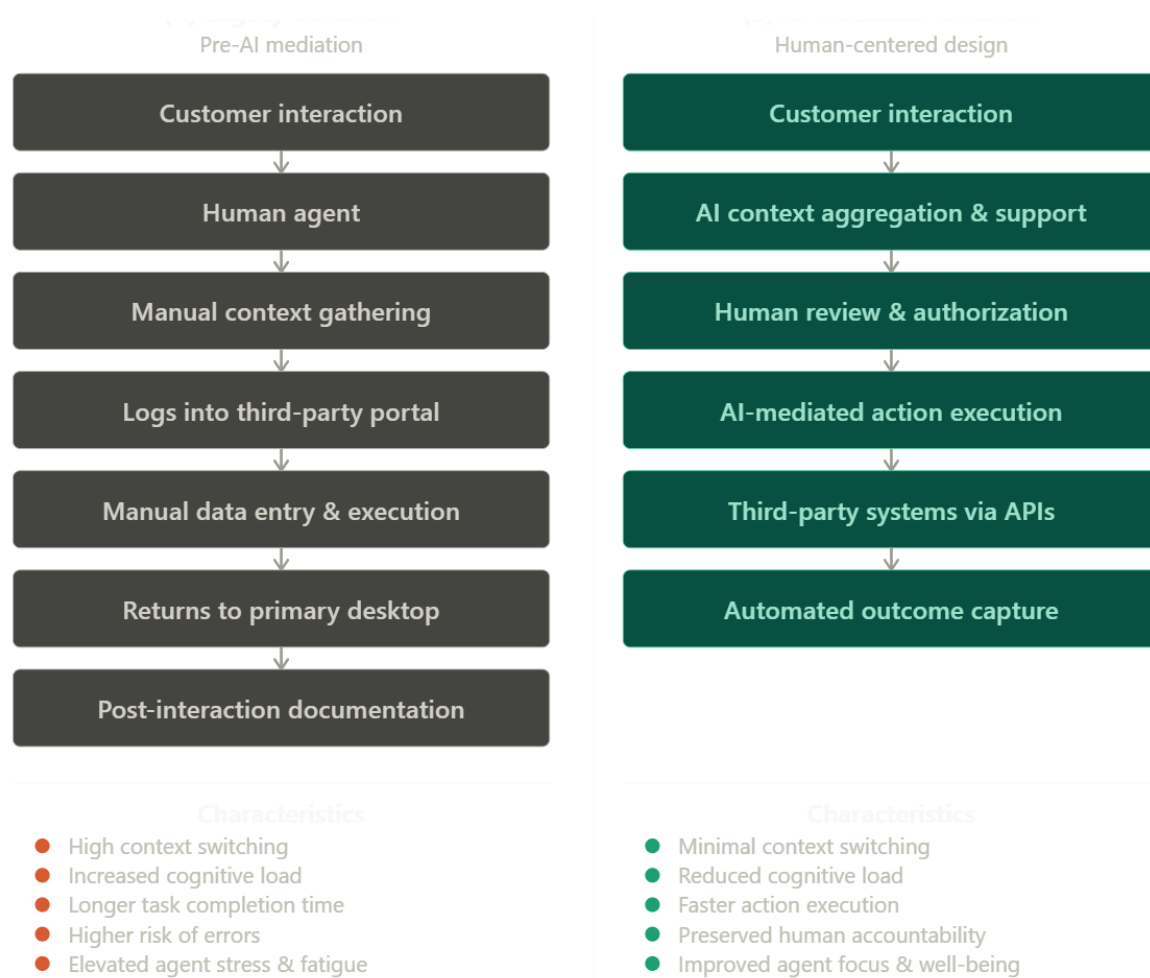 Pre-AI mediation
Customer interaction
Human agent
Manual context gathering
Logs into third-party portal
Manual data entry & execution
Returns to primary desktop
Post-interaction documentation
Characteristics
High context switching
Increased cognitive load
Longer task completion time
Higher risk of errors
Elevated agent stress & fatigue
Human-centered design
Customer interaction
AI context aggregation & support
Human review & authorization
AI-mediated action execution
Third-party systems via APIs
Automated outcome capture
Characteristics
Minimal context switching
Reduced cognitive load
Faster action execution
Preserved human accountability
Improved agent focus & well-being